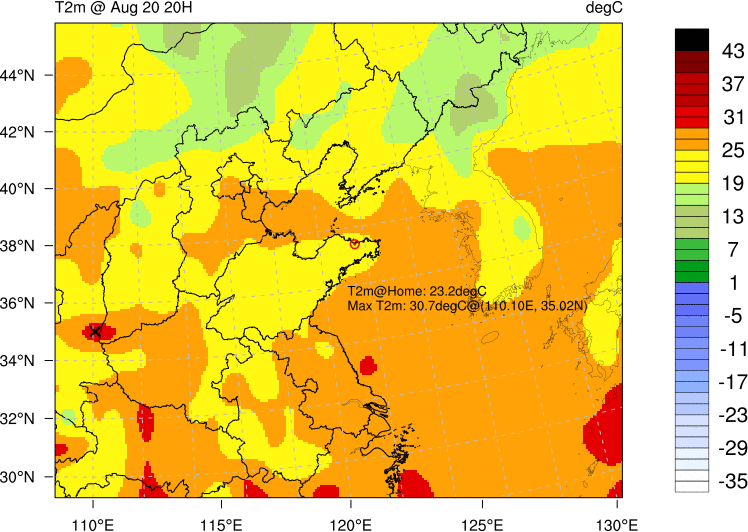 T2m @ Aug 20 20H
degC
44°N
42°N
40°N
38°N
36°N
34°N
32°N
30°N
T2m@Home: 23.2degC
Max T2m: 30.7degC@(110.10E, 35.02N)
110°E
115°E
120°E
125°E
130°E
43
37
31
25
19
13
7
1
-5
-11
-17
-23
-29
-35